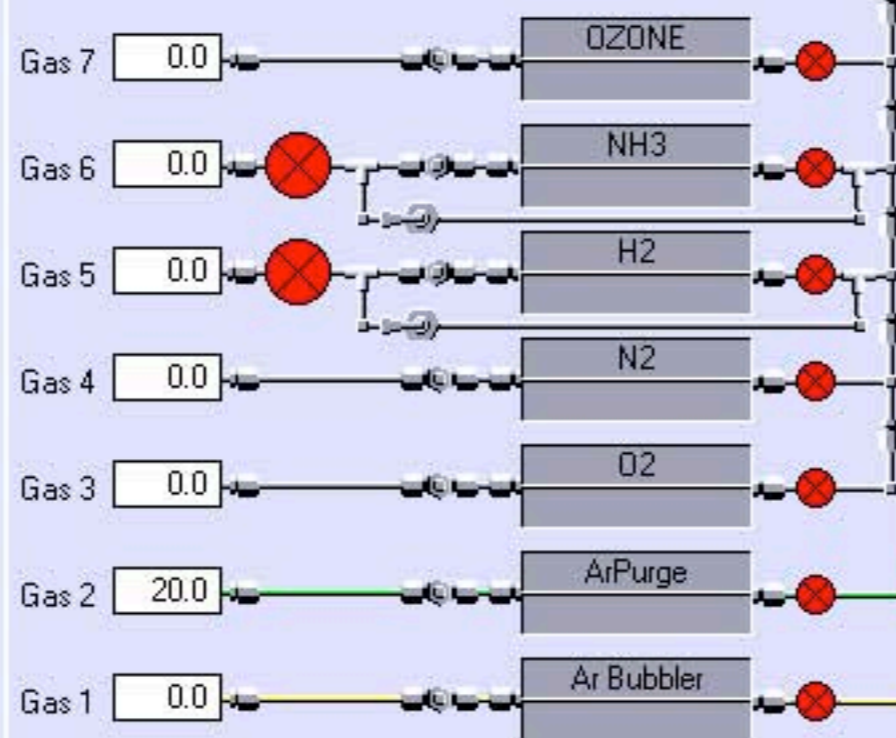 Gas 7 0.0 OZONE
Gas 6 0.0 NH3
Gas 5 0.0 H2
Gas 4 0.0 N2
Gas 3 0.0 O2
Gas 2 20.0 ArPurge
Gas 1 0.0 Ar Bubbler